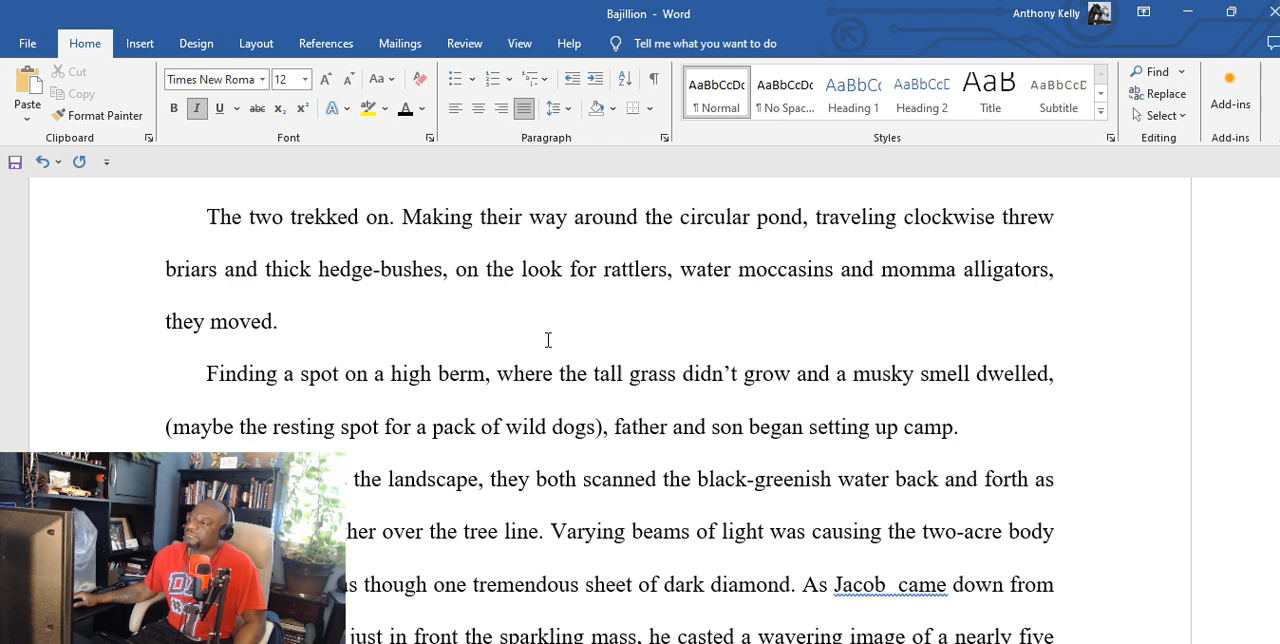 Bajillion - Word
Anthony Kelly
File Home Insert Design Layout References Mailings Review View Help Tell me what you want to do
Paste
Cut
Copy
Format Painter
Clipboard
Times New Roma 12 Aa
B I U abc x₂ x² A A
Font
Paragraph
AaBbCcDc AaBbCcDc AaBbCc AaBbCcD AaB AaBbCcD
¶ Normal ¶ No Spac... Heading 1 Heading 2 Title Subtitle
Styles
Find
Replace
Select
Editing
Add-ins
Add-ins
The two trekked on. Making their way around the circular pond, traveling clockwise threw
briars and thick hedge-bushes, on the look for rattlers, water moccasins and momma alligators,
they moved.
Finding a spot on a high berm, where the tall grass didn’t grow and a musky smell dwelled,
(maybe the resting spot for a pack of wild dogs), father and son began setting up camp.
the landscape, they both scanned the black-greenish water back and forth as
her over the tree line. Varying beams of light was causing the two-acre body
s though one tremendous sheet of dark diamond. As Jacob came down from
just in front the sparkling mass, he casted a wavering image of a nearly five